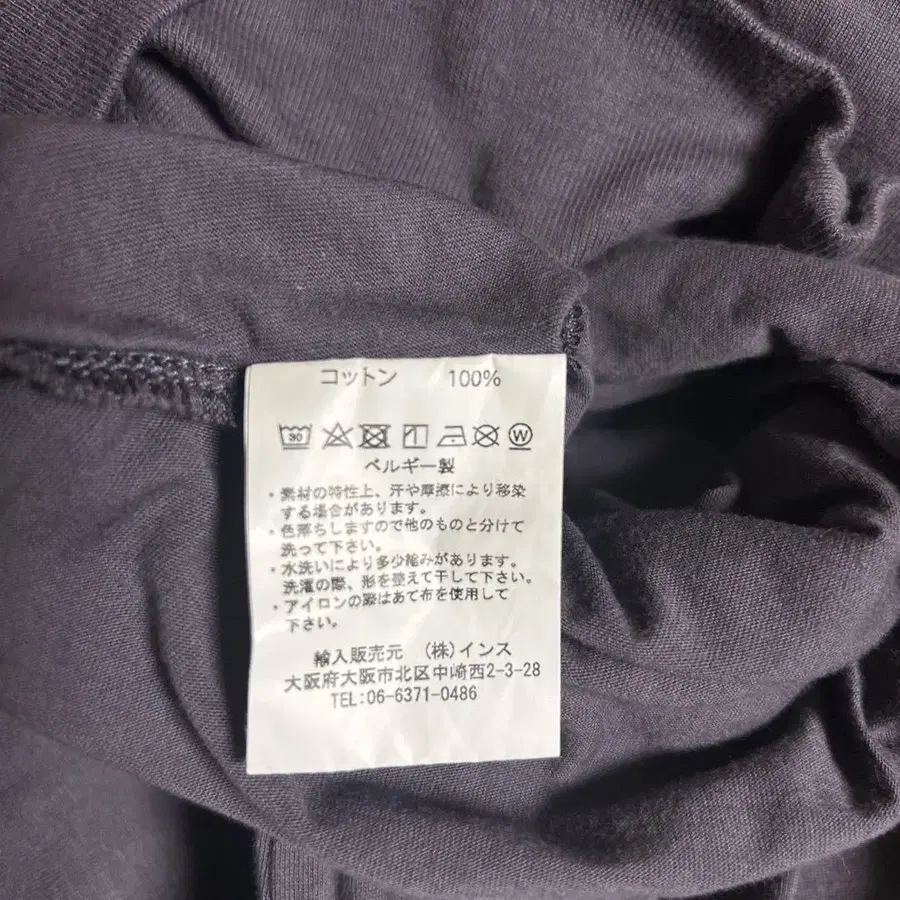 コットン 100%
30 W
ベルギー製
・素材の特性上、汗や摩擦により移染
する場合があります。
・色落ちしますので他のものと分けて
洗って下さい。
・水洗いにより多少縮みがあります。
洗濯の際、形を整えて干して下さい。
・アイロンの際はあて布を使用して
下さい。
輸入販売元 (株)インス
大阪府大阪市北区中崎西2-3-28
TEL:06-6371-0486